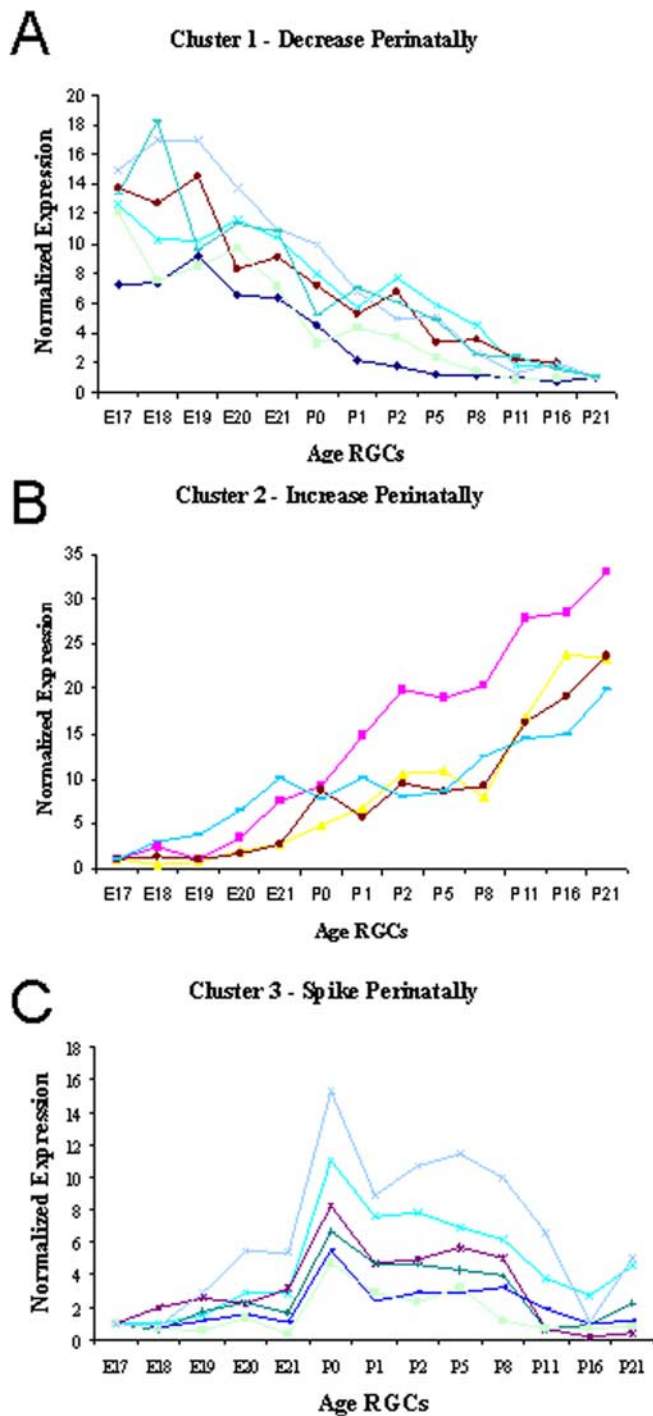 A
Cluster 1 - Decrease Perinatally
Normalized Expression
20
18
16
14
12
10
8
6
4
2
0
E17 E18 E19 E20 E21 P0 P1 P2 P5 P8 P11 P16 P21
Age RGCs
B
Cluster 2 - Increase Perinatally
Normalized Expression
35
30
25
20
15
10
5
0
E17 E18 E19 E20 E21 P0 P1 P2 P5 P8 P11 P16 P21
Age RGCs
C
Cluster 3 - Spike Perinatally
Normalized Expression
18
16
14
12
10
8
6
4
2
0
E17 E18 E19 E20 E21 P0 P1 P2 P5 P8 P11 P16 P21
Age RGCs